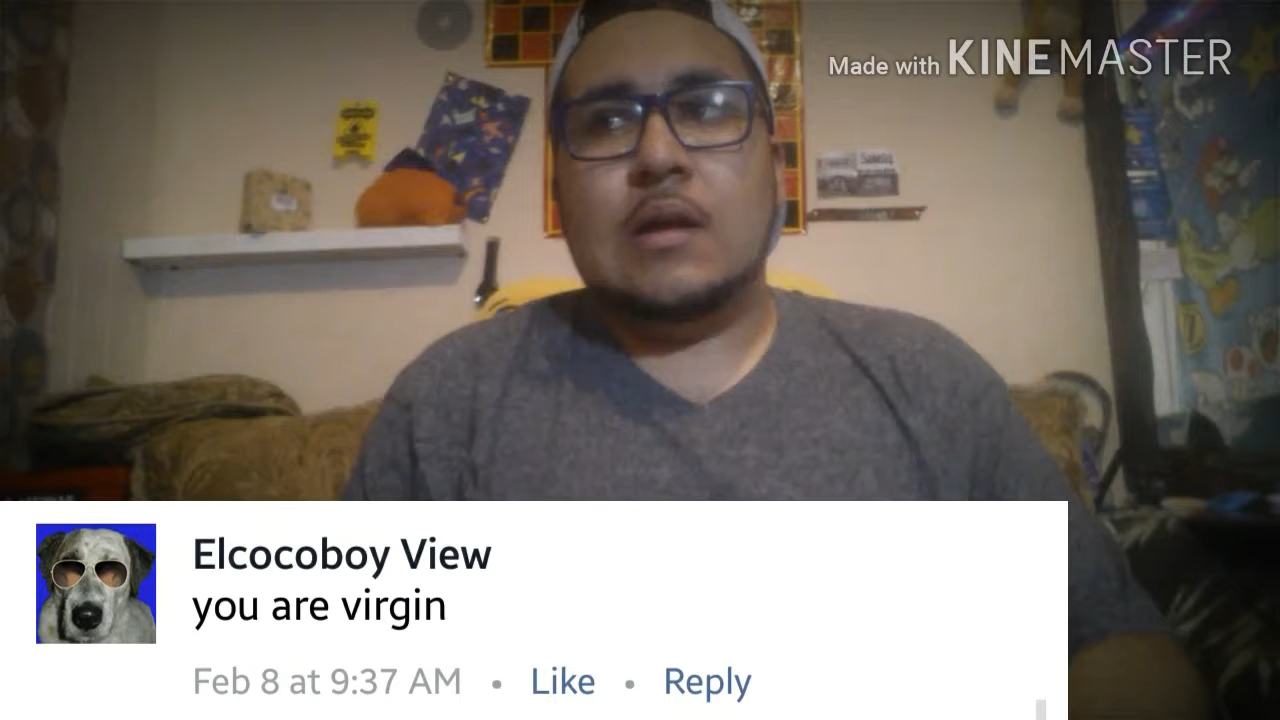 Made with KINEMASTER
Elcocoboy View
you are virgin
Feb 8 at 9:37 AM • Like • Reply